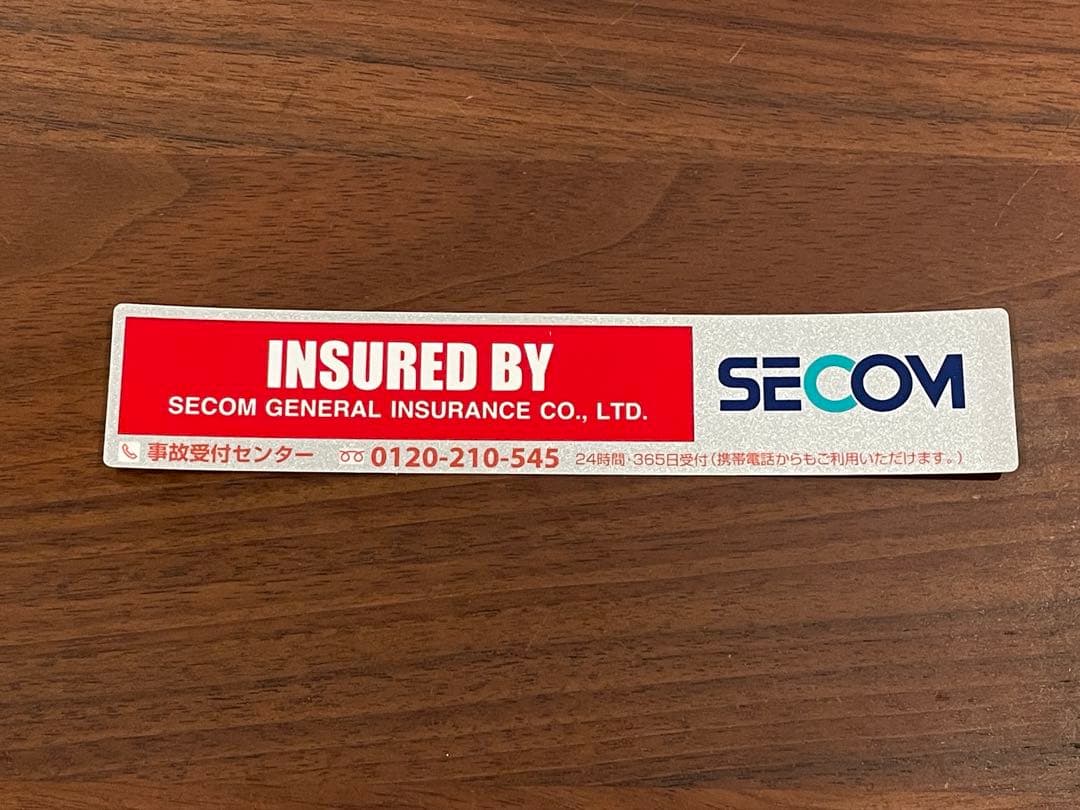 INSURED BY
SECOM GENERAL INSURANCE CO., LTD.
SECOM
事故受付センター 0120-210-545 24時間・365日受付(携帯電話からもご利用いただけます。)